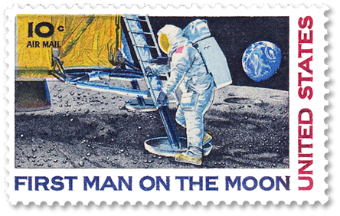 10c
AIR MAIL
UNITED STATES
FIRST MAN ON THE MOON